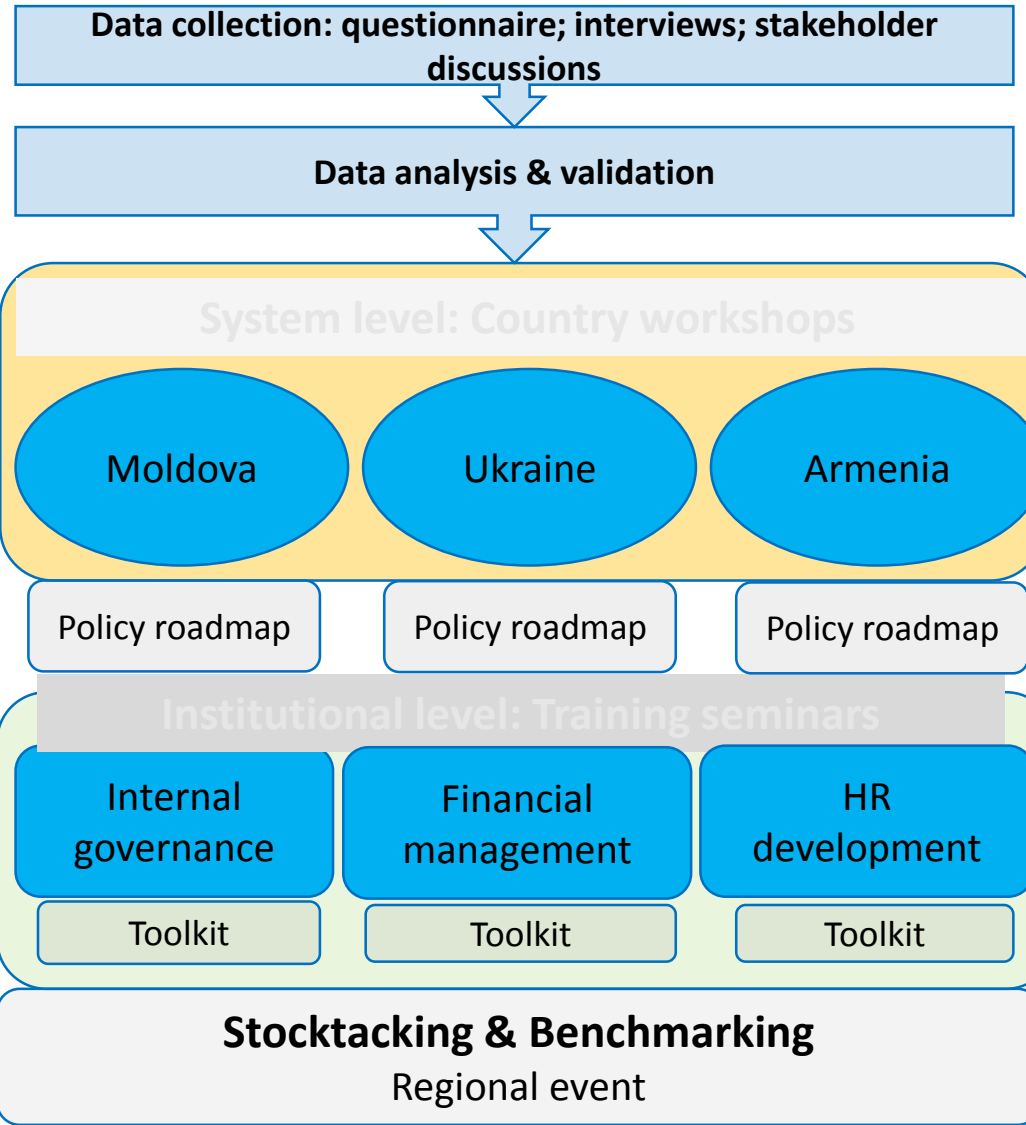 Data collection: questionnaire; interviews; stakeholder
discussions
Data analysis & validation
System level: Country workshops
Moldova
Ukraine
Armenia
Policy roadmap
Policy roadmap
Policy roadmap
Institutional level: Training seminars
Internal
governance
Financial
management
HR
development
Toolkit
Toolkit
Toolkit
Stocktacking & Benchmarking
Regional event